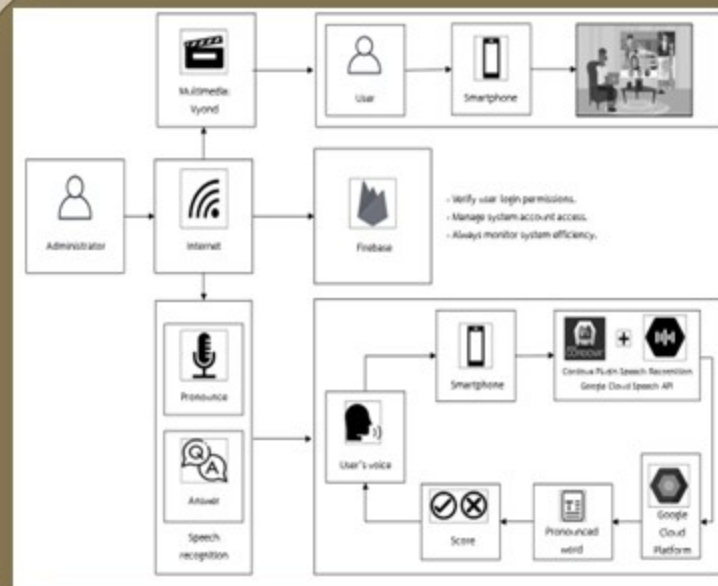 Multimedia:
Vyond
User
Smartphone
Administrator
Internet
Firebase
- Verify user login permissions.
- Manage system account access.
- Always monitor system efficiency.
Pronounce
Q
A
Answer
Speech
recognition
User's voice
Smartphone
CORDOVA
+
Cordova Plugin Speech Recognition
Google Cloud Speech API
Google
Cloud
Platform
Pronounced
word
Score